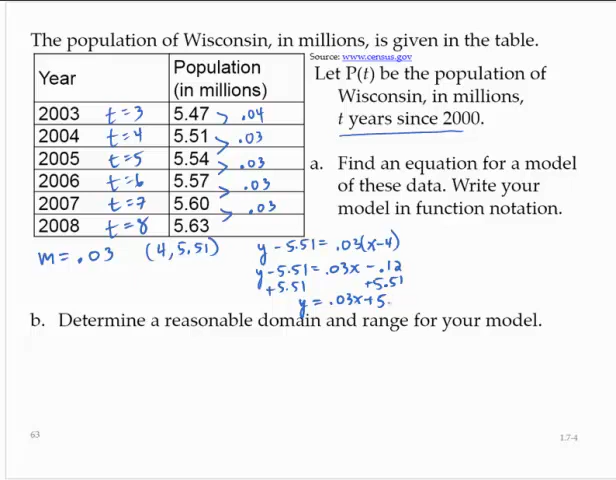 The population of Wisconsin, in millions, is given in the table.
Source: www.census.gov
Year Population (in millions)
2003 t=3 5.47 > .04
2004 t=4 5.51 > .03
2005 t=5 5.54 > .03
2006 t=6 5.57 > .03
2007 t=7 5.60 > .03
2008 t=8 5.63
Let P(t) be the population of
Wisconsin, in millions,
t years since 2000.
a. Find an equation for a model
of these data. Write your
model in function notation.
m = .03 (4, 5.51)
y - 5.51 = .03(x-4)
y - 5.51 = .03x - .12
+5.51 +5.51
y = .03x + 5.
b. Determine a reasonable domain and range for your model.
63
1.7-4